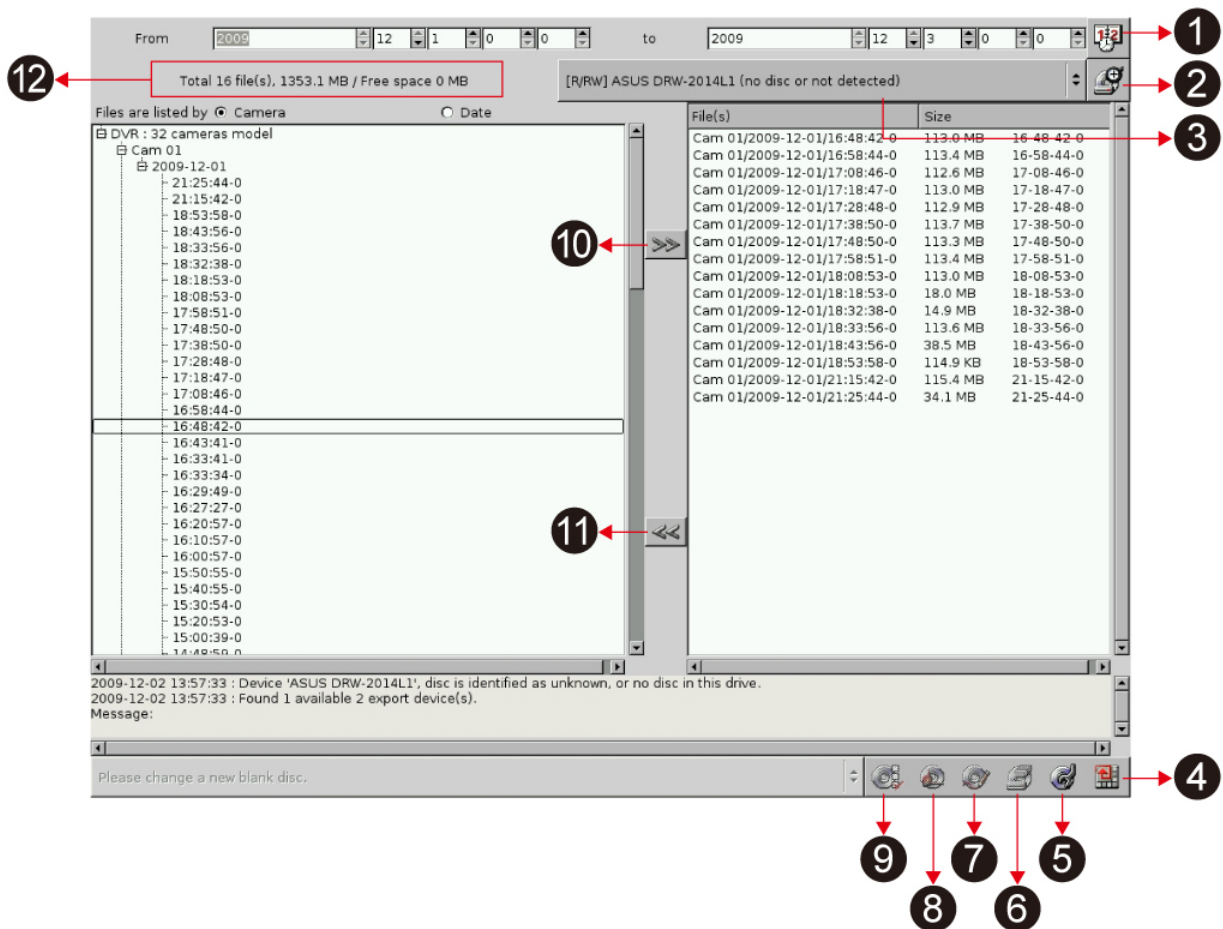 From 2009 12 1 0 0 to 2009 12 3 0 0 1
12 Total 16 file(s), 1353.1 MB / Free space 0 MB [R/RW] ASUS DRW-2014L1 (no disc or not detected) 2
Files are listed by Camera Date
File(s) Size
3
DVR : 32 cameras model
Cam 01
2009-12-01
21:25:44-0
21:15:42-0
18:53:58-0
18:43:56-0
18:33:56-0
18:32:38-0
18:18:53-0
18:08:53-0
17:58:51-0
17:48:50-0
17:38:50-0
17:28:48-0
17:18:47-0
17:08:46-0
16:58:44-0
16:48:42-0
16:43:41-0
16:33:41-0
16:33:34-0
16:29:49-0
16:27:27-0
16:20:57-0
16:10:57-0
16:00:57-0
15:50:55-0
15:40:55-0
15:30:54-0
15:20:53-0
15:00:39-0
14:48:59-0
10
11
Cam 01/2009-12-01/16:48:42-0 113.0 MB 16-48-42-0
Cam 01/2009-12-01/16:58:44-0 113.4 MB 16-58-44-0
Cam 01/2009-12-01/17:08:46-0 112.6 MB 17-08-46-0
Cam 01/2009-12-01/17:18:47-0 113.0 MB 17-18-47-0
Cam 01/2009-12-01/17:28:48-0 112.9 MB 17-28-48-0
Cam 01/2009-12-01/17:38:50-0 113.7 MB 17-38-50-0
Cam 01/2009-12-01/17:48:50-0 113.3 MB 17-48-50-0
Cam 01/2009-12-01/17:58:51-0 113.4 MB 17-58-51-0
Cam 01/2009-12-01/18:08:53-0 113.0 MB 18-08-53-0
Cam 01/2009-12-01/18:18:53-0 18.0 MB 18-18-53-0
Cam 01/2009-12-01/18:32:38-0 14.9 MB 18-32-38-0
Cam 01/2009-12-01/18:33:56-0 113.6 MB 18-33-56-0
Cam 01/2009-12-01/18:43:56-0 38.5 MB 18-43-56-0
Cam 01/2009-12-01/18:53:58-0 114.9 KB 18-53-58-0
Cam 01/2009-12-01/21:15:42-0 115.4 MB 21-15-42-0
Cam 01/2009-12-01/21:25:44-0 34.1 MB 21-25-44-0
2009-12-02 13:57:33 : Device 'ASUS DRW-2014L1', disc is identified as unknown, or no disc in this drive.
2009-12-02 13:57:33 : Found 1 available 2 export device(s).
Message:
Please change a new blank disc.
4
9 8 7 6 5